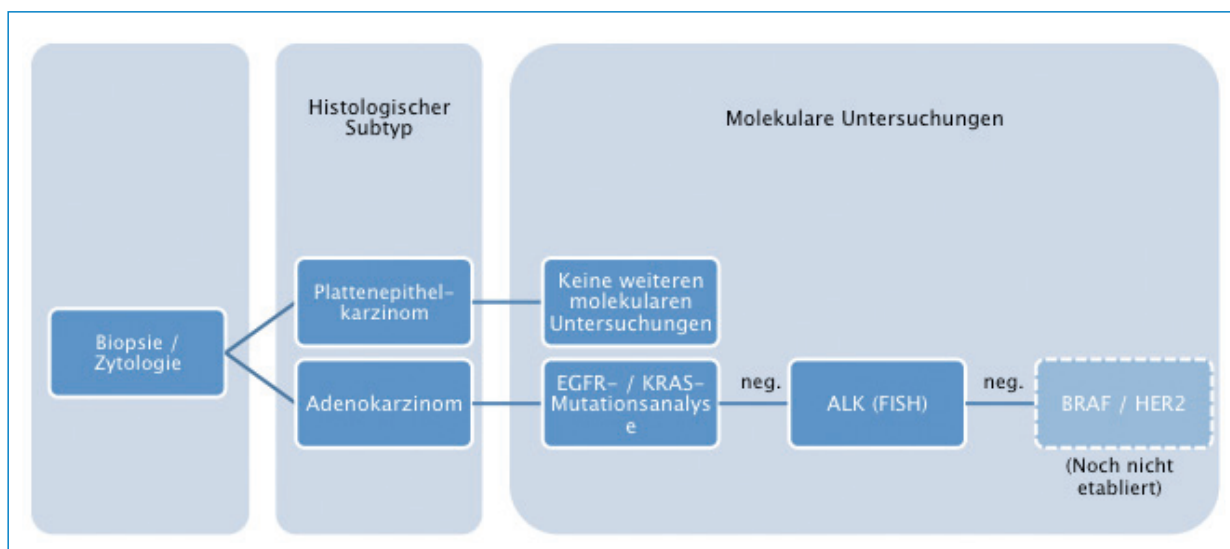 Histologischer
Subtyp
Molekulare Untersuchungen
Biopsie /
Zytologie
Plattenepithel-
karzinom
Keine weiteren
molekularen
Untersuchungen
Adenokarzinom
EGFR- / KRAS-
Mutationsanalys
e
neg.
ALK (FISH)
neg.
BRAF / HER2
(Noch nicht
etabliert)